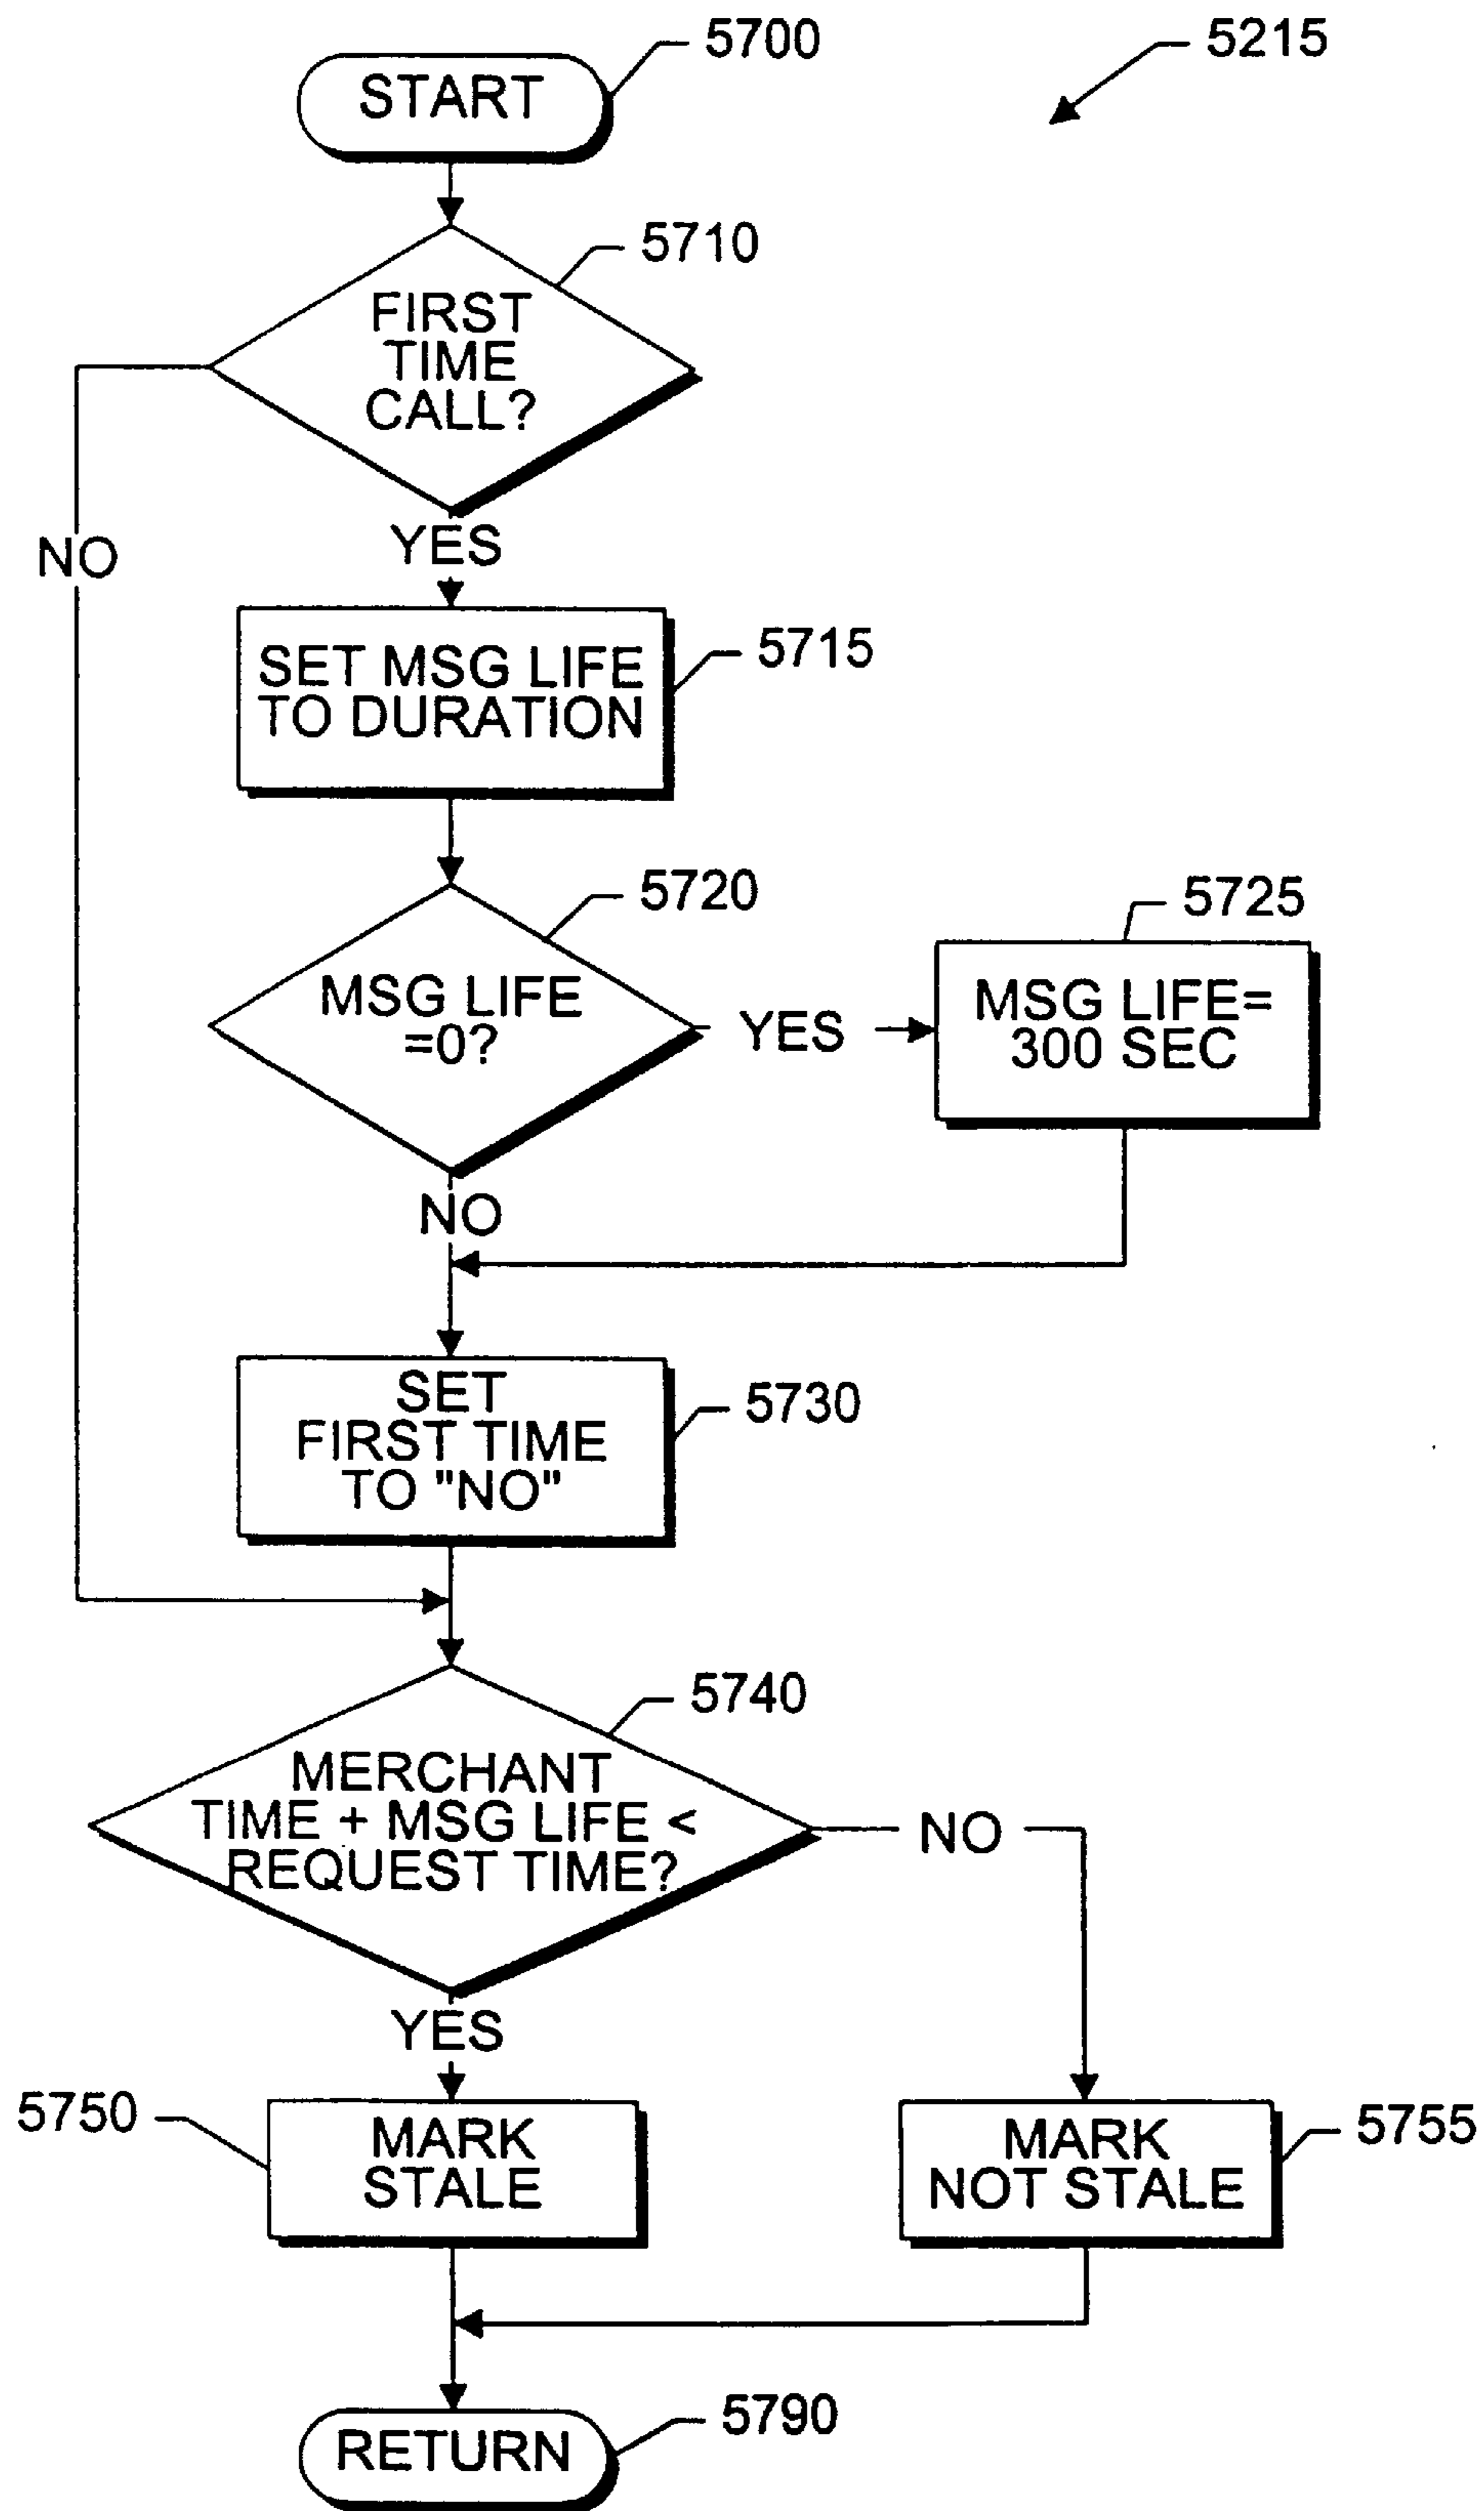 5700
5215
START
5710
FIRST
TIME
CALL?
NO
YES
5715
SET MSG LIFE
TO DURATION
5720
5725
MSG LIFE
=0?
YES
MSG LIFE=
300 SEC
NO
5730
SET
FIRST TIME
TO "NO"
5740
MERCHANT
TIME + MSG LIFE <
REQUEST TIME?
NO
YES
5750
MARK
STALE
5755
MARK
NOT STALE
5790
RETURN